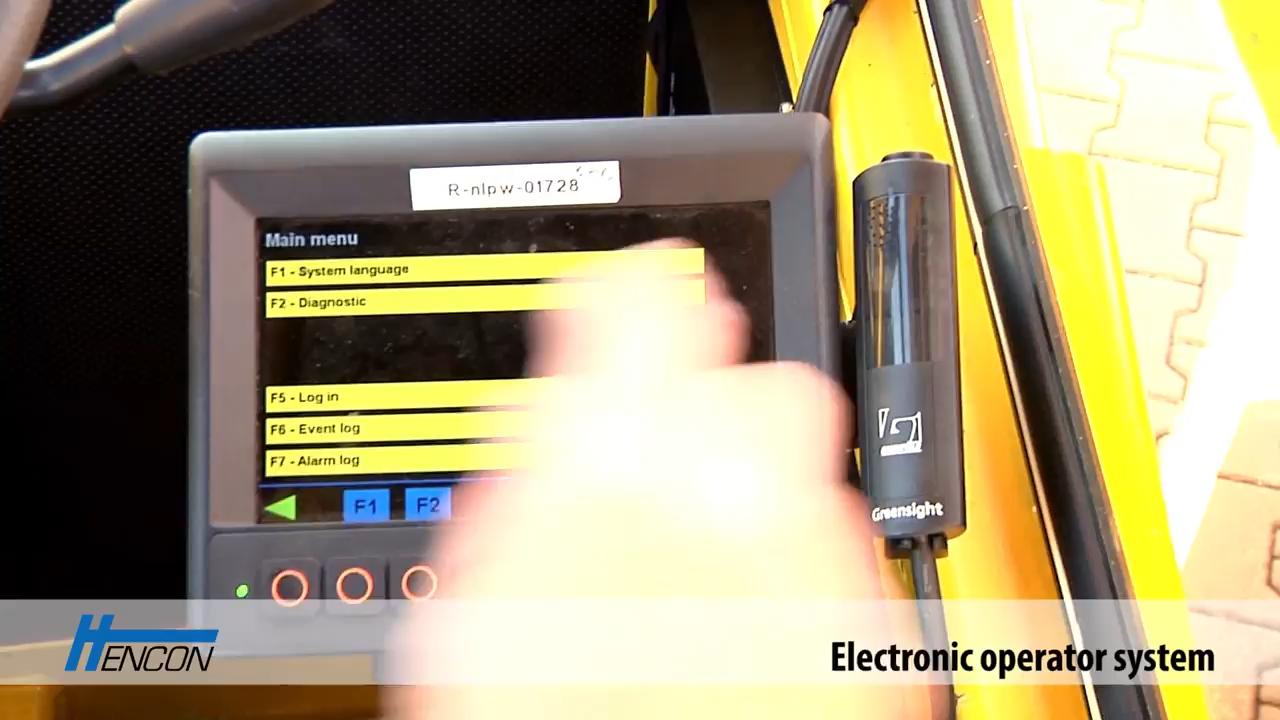 R-nlpw-01728
Main menu
F1 - System language
F2 - Diagnostic
F5 - Log in
F6 - Event log
F7 - Alarm log
F1 F2
Greensight
HENCON
Electronic operator system